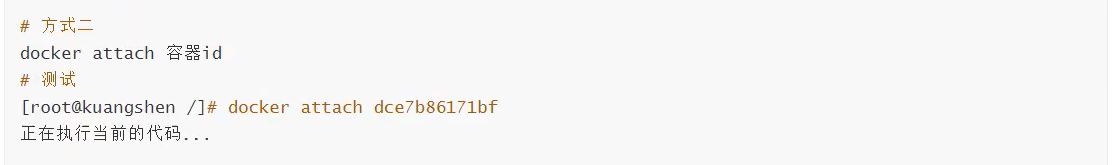 # 方式二
docker attach 容器id
# 测试
[root@kuangshen /]# docker attach dce7b86171bf
正在执行当前的代码...